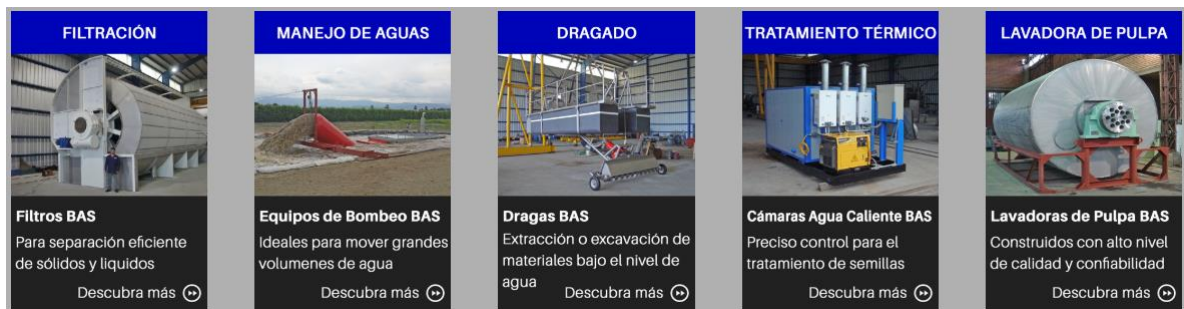 FILTRACIÓN
Filtros BAS
Para separación eficiente
de sólidos y liquidos
Descubra más
MANEJO DE AGUAS
Equipos de Bombeo BAS
Ideales para mover grandes
volumenes de agua
Descubra más
DRAGADO
Dragas BAS
Extracción o excavación de
materiales bajo el nivel de
agua
Descubra más
TRATAMIENTO TÉRMICO
Cámaras Agua Caliente BAS
Preciso control para el
tratamiento de semillas
Descubra más
LAVADORA DE PULPA
Lavadoras de Pulpa BAS
Construidos con alto nivel
de calidad y confiabilidad
Descubra más